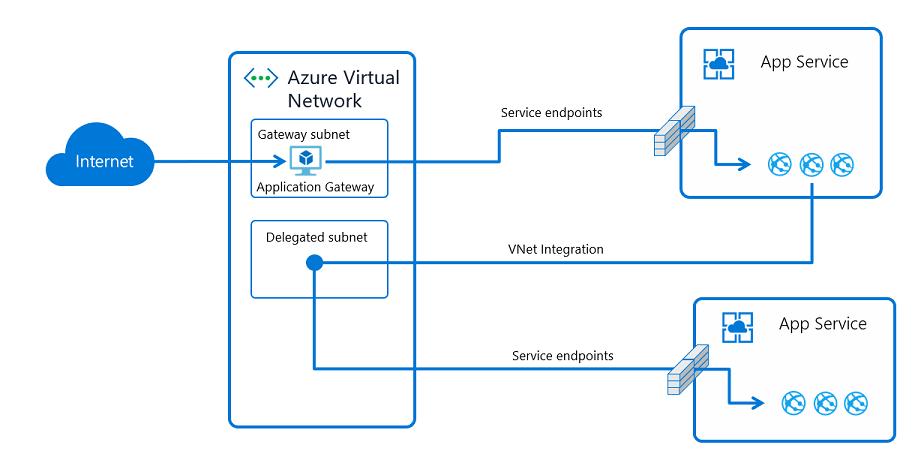 Internet
Azure Virtual
Network
Gateway subnet
Application Gateway
Delegated subnet
Service endpoints
App Service
VNet Integration
Service endpoints
App Service